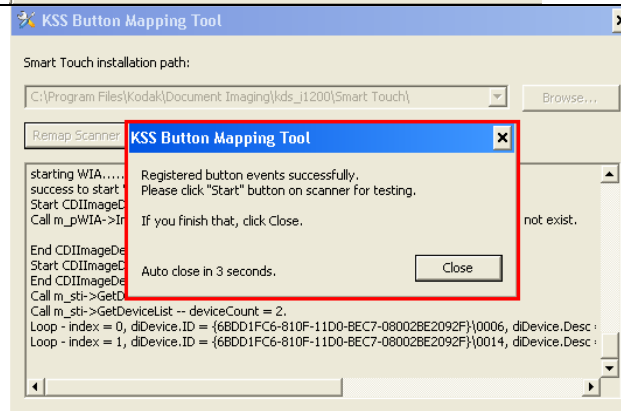 KSS Button Mapping Tool
Smart Touch installation path:
C:\Program Files\Kodak\Document Imaging\kds_i1200\Smart Touch\
Browse...
Remap Scanner
KSS Button Mapping Tool
Registered button events successfully.
Please click "Start" button on scanner for testing.
If you finish that, click Close.
Auto close in 3 seconds.
Close
starting WIA.....
success to start
Start CDIImageD
Call m_pWIA->In
not exist.
End CDIImageDe
Start CDIImageD
End CDIImageDe
Call m_sti->GetD
Call m_sti->GetDeviceList -- deviceCount = 2.
Loop - index = 0, diDevice.ID = {6BDD1FC6-810F-11D0-BEC7-08002BE2092F}\0006, diDevice.Desc =
Loop - index = 1, diDevice.ID = {6BDD1FC6-810F-11D0-BEC7-08002BE2092F}\0014, diDevice.Desc =